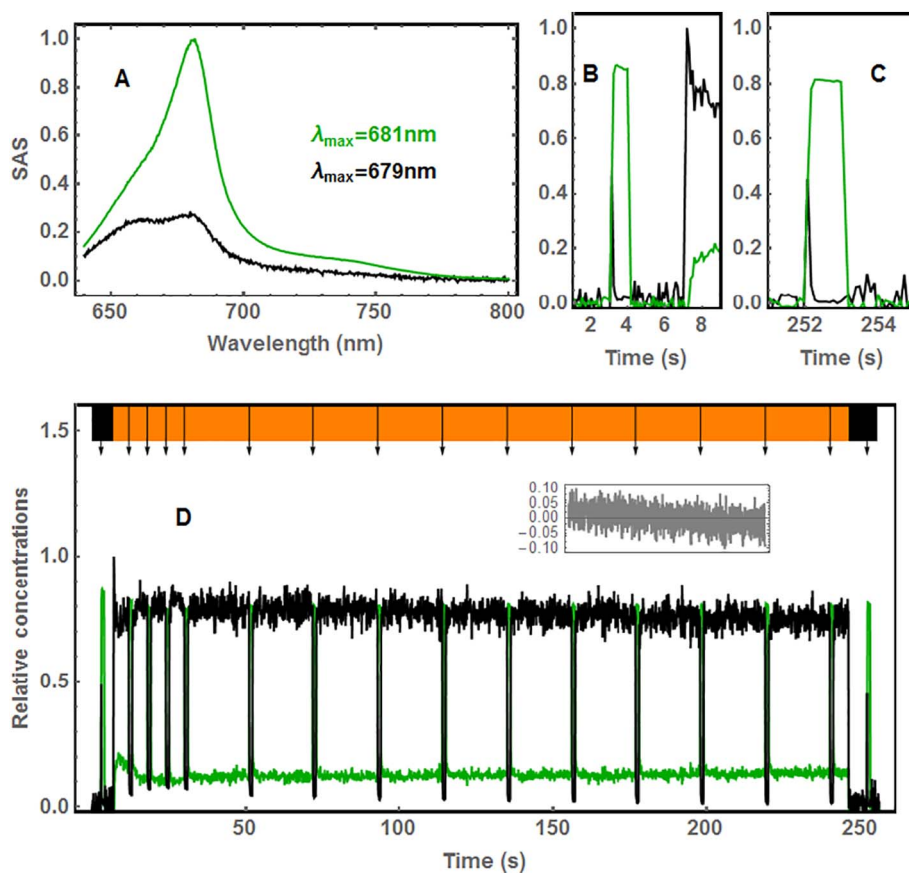 A
SAS
1.0
0.8
0.6
0.4
0.2
0.0
λmax=681nm
λmax=679nm
650 700 750 800
Wavelength (nm)
B
1.0
0.8
0.6
0.4
0.2
0.0
2 4 6 8
Time (s)
C
1.0
0.8
0.6
0.4
0.2
0.0
252 254
Time (s)
D
Relative concentrations
1.5
1.0
0.5
0.0
0.10
0.05
0.00
−0.05
−0.10
50 100 150 200 250
Time (s)